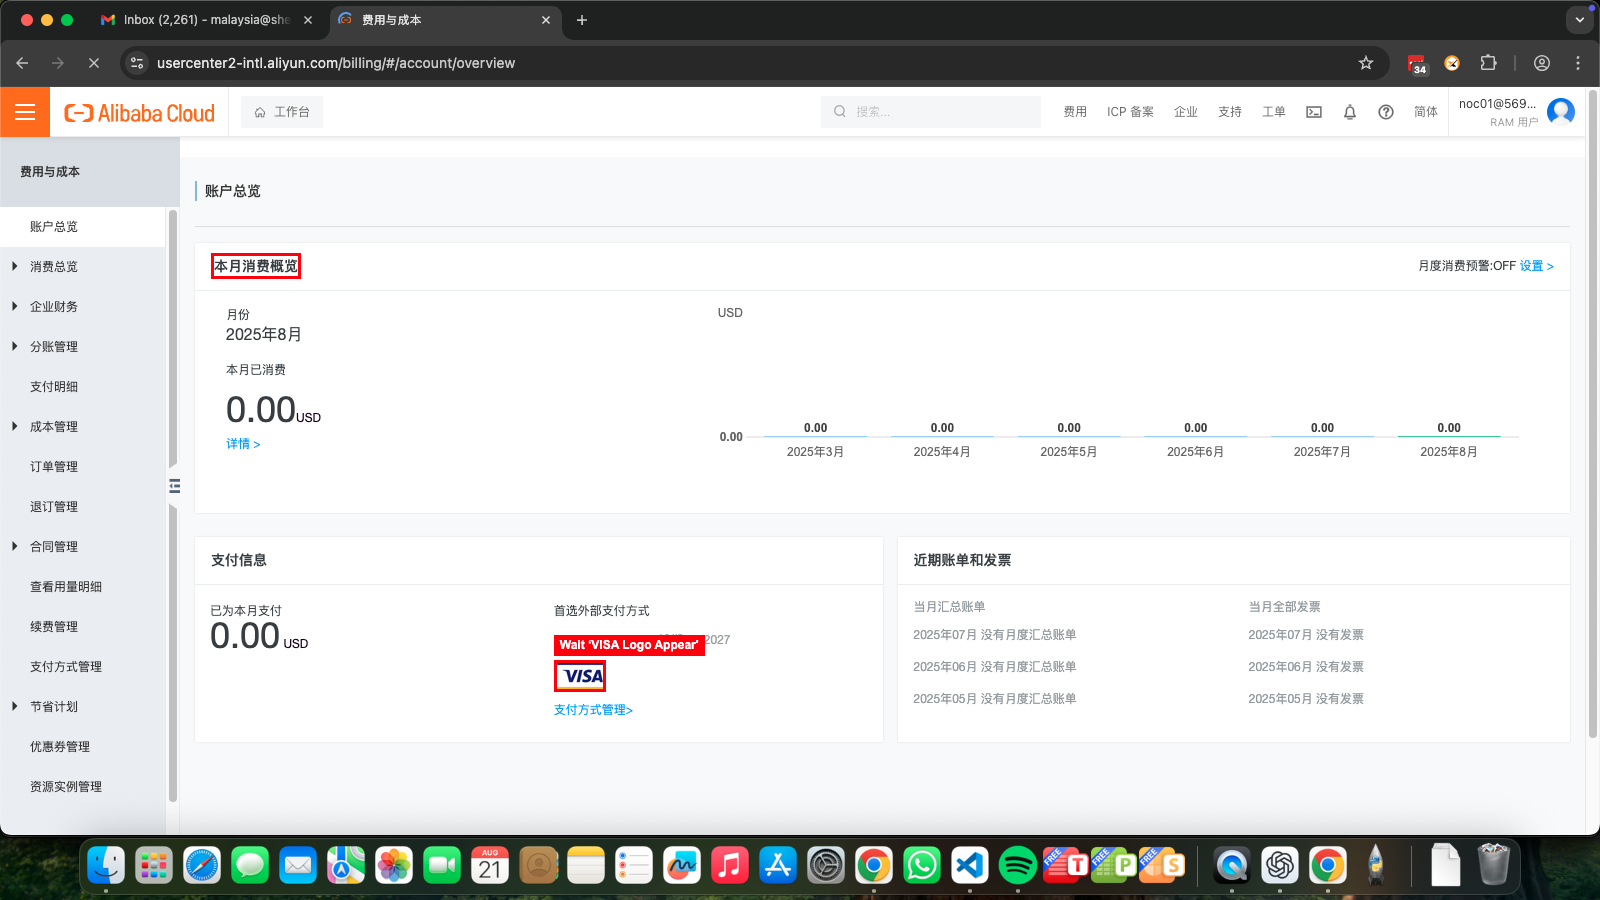 Inbox (2,261) - malaysia@she
费用与成本
usercenter2-intl.aliyun.com/billing/#/account/overview
34
Alibaba Cloud
工作台
搜索...
费用
ICP 备案
企业
支持
工单
简体
noc01@569...
RAM 用户
费用与成本
账户总览
消费总览
企业财务
分账管理
支付明细
成本管理
订单管理
退订管理
合同管理
查看用量明细
续费管理
支付方式管理
节省计划
优惠券管理
资源实例管理
账户总览
本月消费概览
月度消费预警:OFF 设置 >
月份
2025年8月
本月已消费
0.00USD
详情 >
USD
0.00
0.00 0.00 0.00 0.00 0.00 0.00
2025年3月 2025年4月 2025年5月 2025年6月 2025年7月 2025年8月
支付信息
已为本月支付
0.00 USD
首选外部支付方式
2027
Wait 'VISA Logo Appear'
VISA
支付方式管理>
近期账单和发票
当月汇总账单
2025年07月 没有月度汇总账单
2025年06月 没有月度汇总账单
2025年05月 没有月度汇总账单
当月全部发票
2025年07月 没有发票
2025年06月 没有发票
2025年05月 没有发票
AUG
21
FREE
T
FREE
P
FREE
S